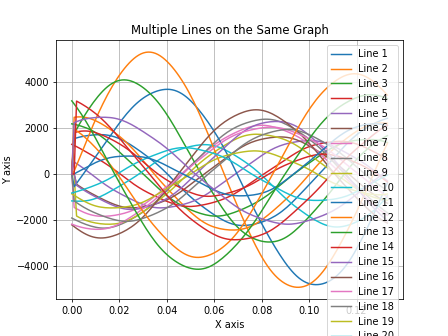 Multiple Lines on the Same Graph
Y axis
4000
2000
0
−2000
−4000
0.00
0.02
0.04
0.06
0.08
0.10
X axis
Line 1
Line 2
Line 3
Line 4
Line 5
Line 6
Line 7
Line 8
Line 9
Line 10
Line 11
Line 12
Line 13
Line 14
Line 15
Line 16
Line 17
Line 18
Line 19
Line 20